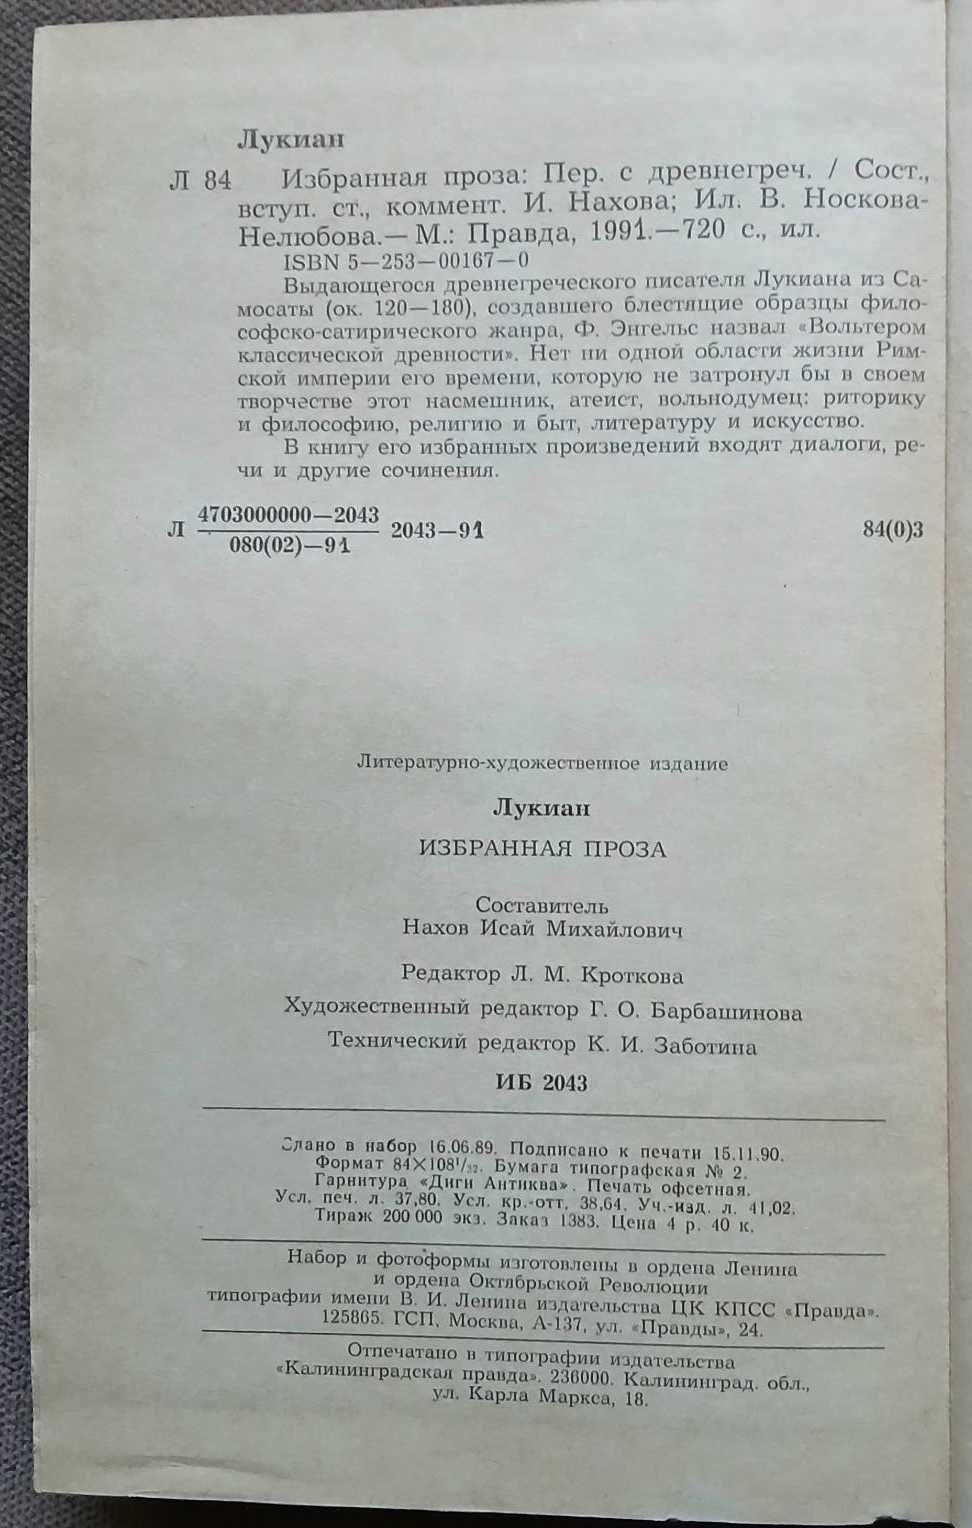 Лукиан
Л 84 Избранная проза: Пер. с древнегреч. / Сост.,
вступ. ст., коммент. И. Нахова; Ил. В. Носкова-
Нелюбова.— М.: Правда, 1991.—720 с., ил.
ISBN 5—253—00167—0
Выдающегося древнегреческого писателя Лукиана из Са-
мосаты (ок. 120—180), создавшего блестящие образцы фило-
софско-сатирического жанра, Ф. Энгельс назвал «Вольтером
классической древности». Нет ни одной области жизни Рим-
ской империи его времени, которую не затронул бы в своем
творчестве этот насмешник, атеист, вольнодумец: риторику
и философию, религию и быт, литературу и искусство.
В книгу его избранных произведений входят диалоги, ре-
чи и другие сочинения.
4703000000—2043
Л 2043—91 84(0)3
080(02)—91
Литературно-художественное издание
Лукиан
ИЗБРАННАЯ ПРОЗА
Составитель
Нахов Исай Михайлович
Редактор Л. М. Кроткова
Художественный редактор Г. О. Барбашинова
Технический редактор К. И. Заботина
ИБ 2043
Сдано в набор 16.06.89. Подписано к печати 15.11.90.
Формат 84×108¹/₃₂. Бумага типографская № 2.
Гарнитура «Диги Антиква». Печать офсетная.
Усл. печ. л. 37,80. Усл. кр.-отт. 38,64. Уч.-изд. л. 41,02.
Тираж 200 000 экз. Заказ 1383. Цена 4 р. 40 к.
Набор и фотоформы изготовлены в ордена Ленина
и ордена Октябрьской Революции
типографии имени В. И. Ленина издательства ЦК КПСС «Правда».
125865. ГСП, Москва, А-137, ул. «Правды», 24.
Отпечатано в типографии издательства
«Калининградская правда». 236000. Калининград. обл.,
ул. Карла Маркса, 18.